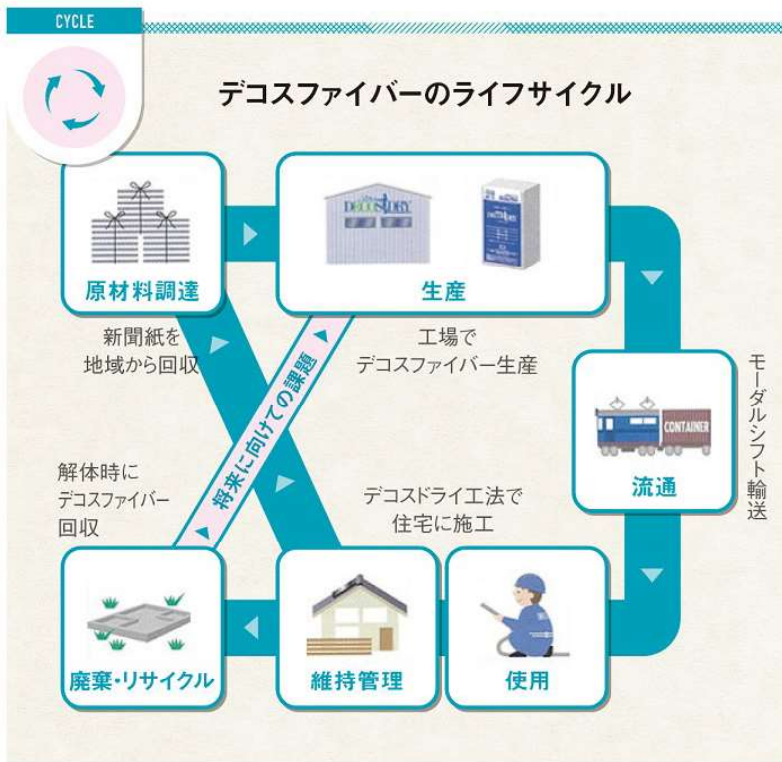 CYCLE
デコスファイバーのライフサイクル
DECOS DRY
DECOS DRY
原材料調達
生産
新聞紙を
地域から回収
工場で
デコスファイバー生産
将来に向けての課題
CONTAINER
流通
モーダルシフト輸送
解体時に
デコスファイバー
回収
デコスドライ工法で
住宅に施工
廃棄・リサイクル
維持管理
使用